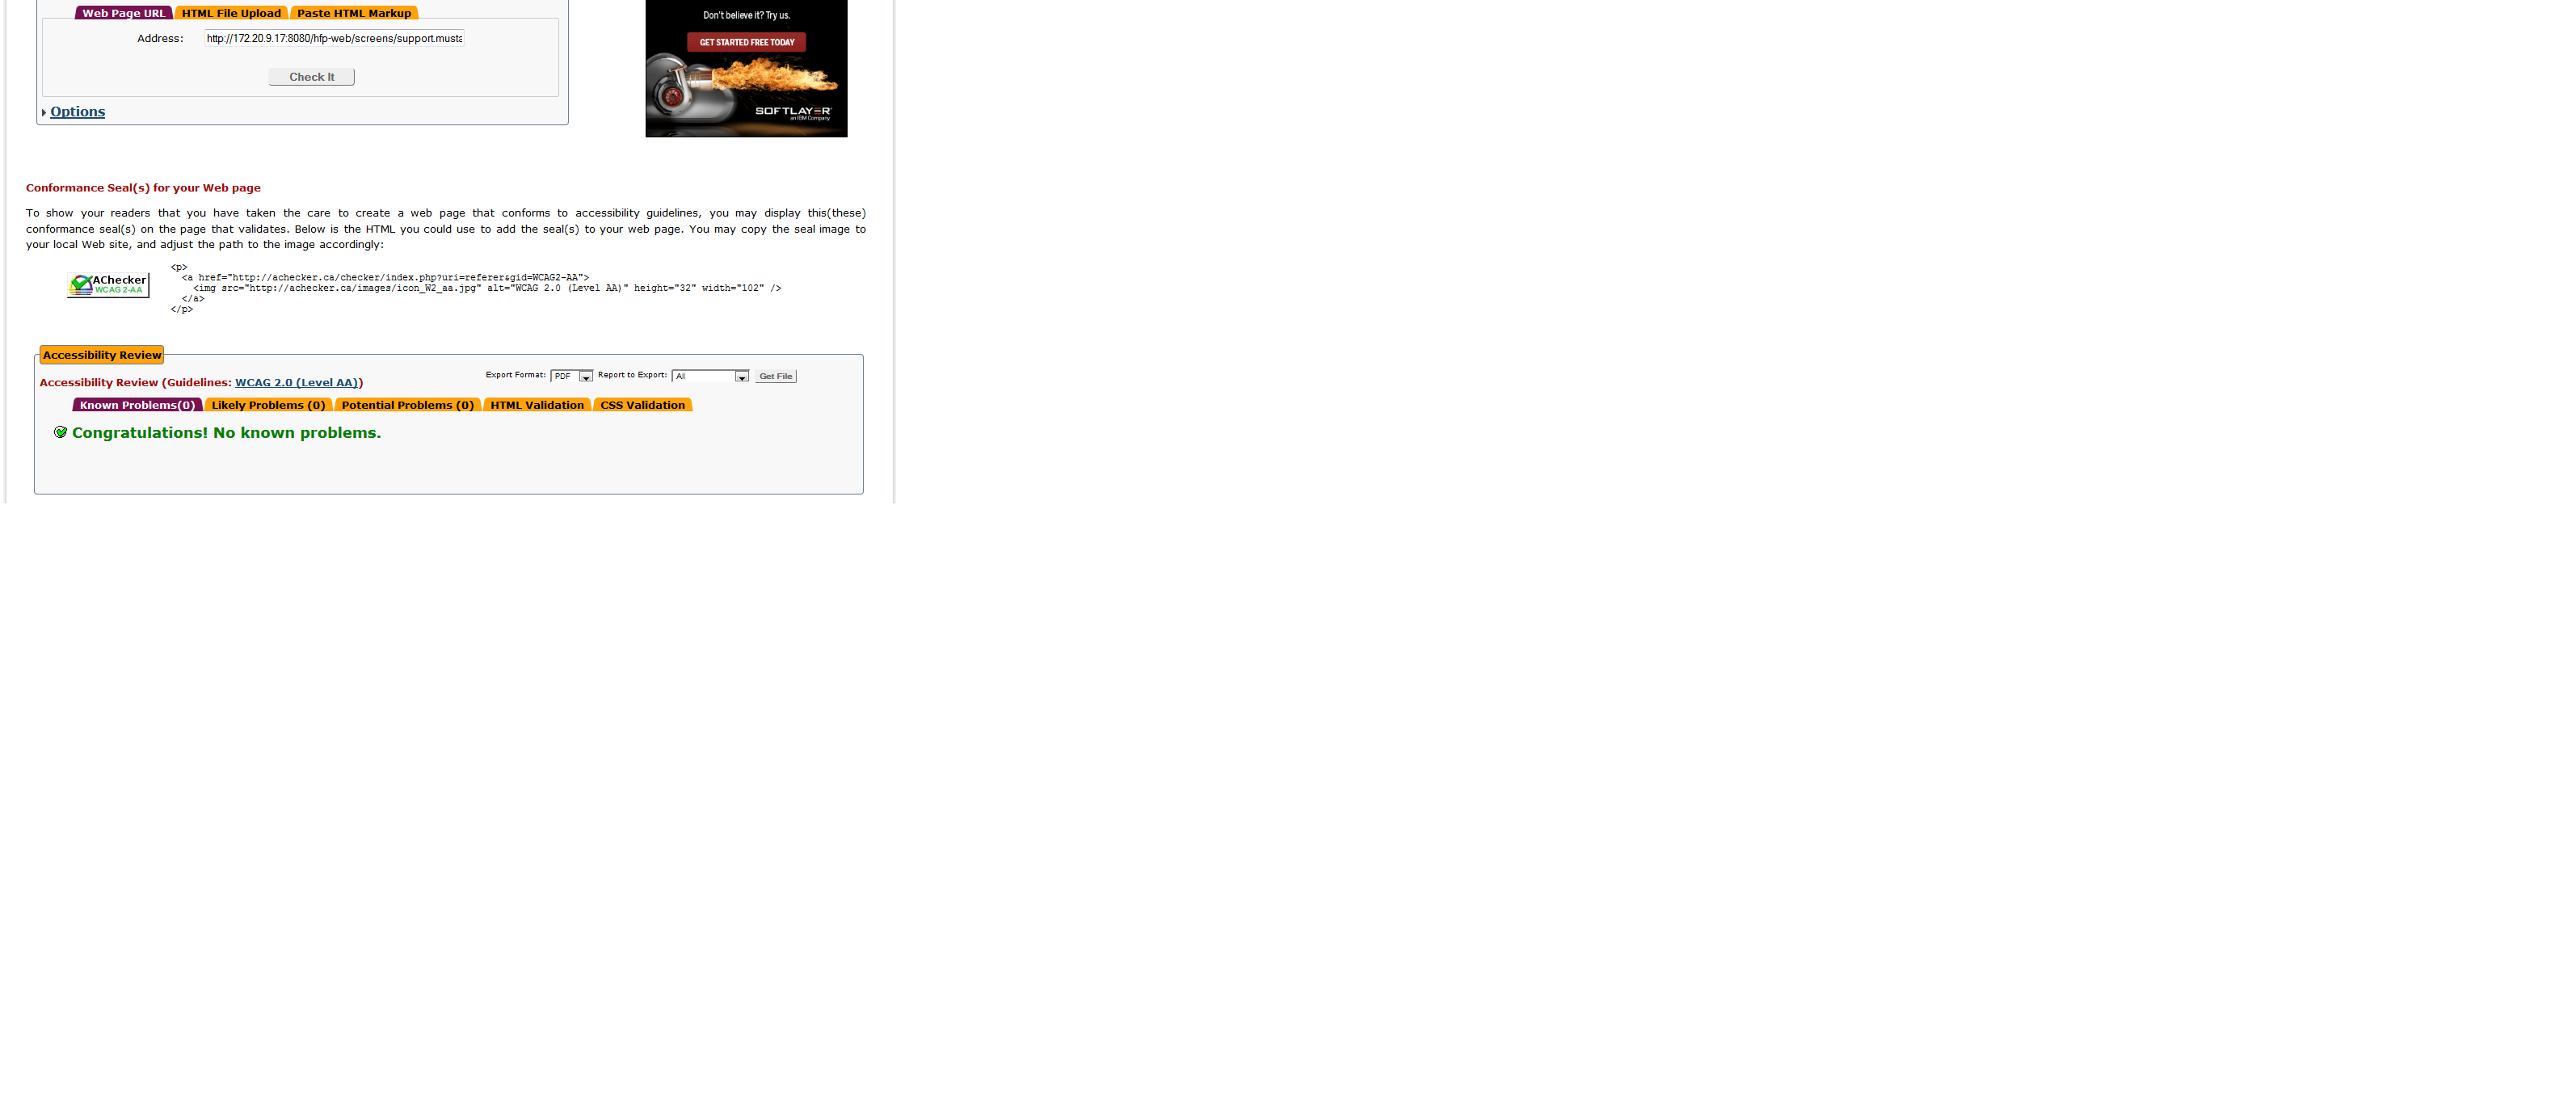 Web Page URL HTML File Upload Paste HTML Markup
Address: http://172.20.9.17:8080/hfp-web/screens/support.musta
Check It
Options
Don't believe it? Try us.
GET STARTED FREE TODAY
SOFTLAYER®
an IBM Company
Conformance Seal(s) for your Web page
To show your readers that you have taken the care to create a web page that conforms to accessibility guidelines, you may display this(these)
conformance seal(s) on the page that validates. Below is the HTML you could use to add the seal(s) to your web page. You may copy the seal image to
your local Web site, and adjust the path to the image accordingly:
AChecker
WCAG 2-AA
<p>
<a href="http://achecker.ca/checker/index.php?uri=referer&gid=WCAG2-AA">
<img src="http://achecker.ca/images/icon_W2_aa.jpg" alt="WCAG 2.0 (Level AA)" height="32" width="102" />
</a>
</p>
Accessibility Review
Accessibility Review (Guidelines: WCAG 2.0 (Level AA)) Export Format: PDF Report to Export: All Get File
Known Problems(0) Likely Problems (0) Potential Problems (0) HTML Validation CSS Validation
Congratulations! No known problems.